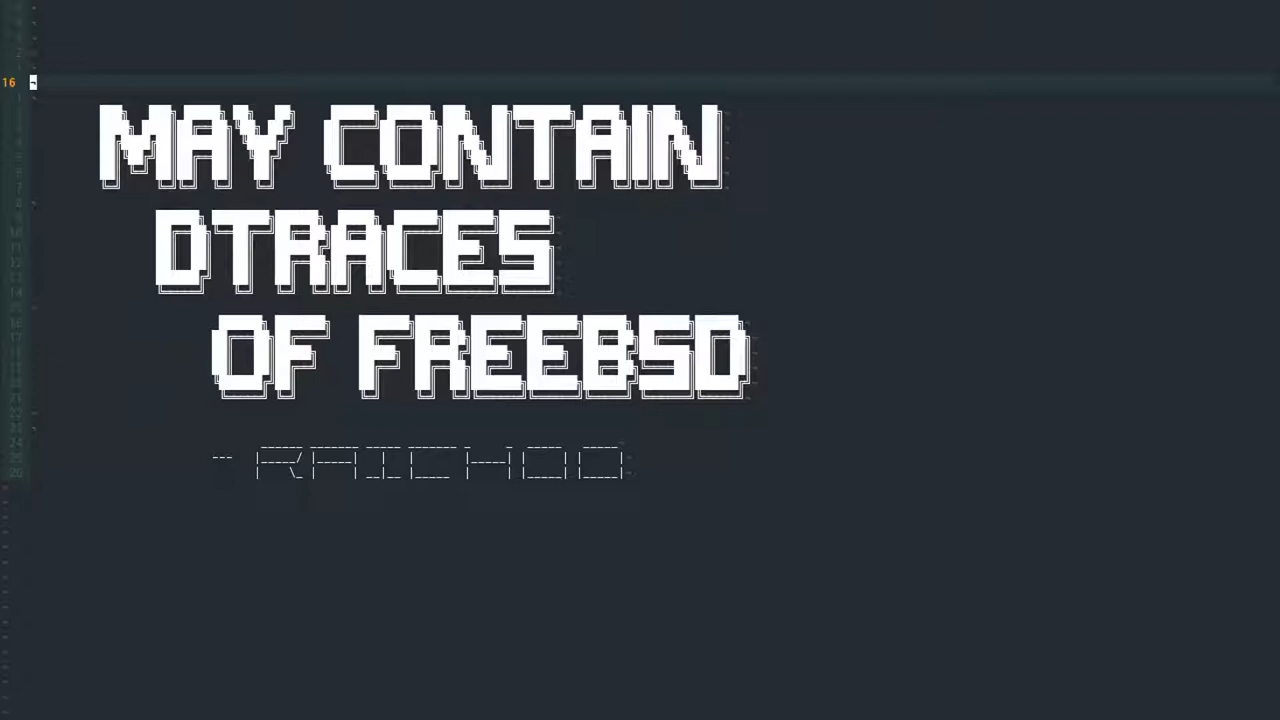 16
MAY CONTAIN
DTRACES
OF FREEBSD
-- RAICHOO